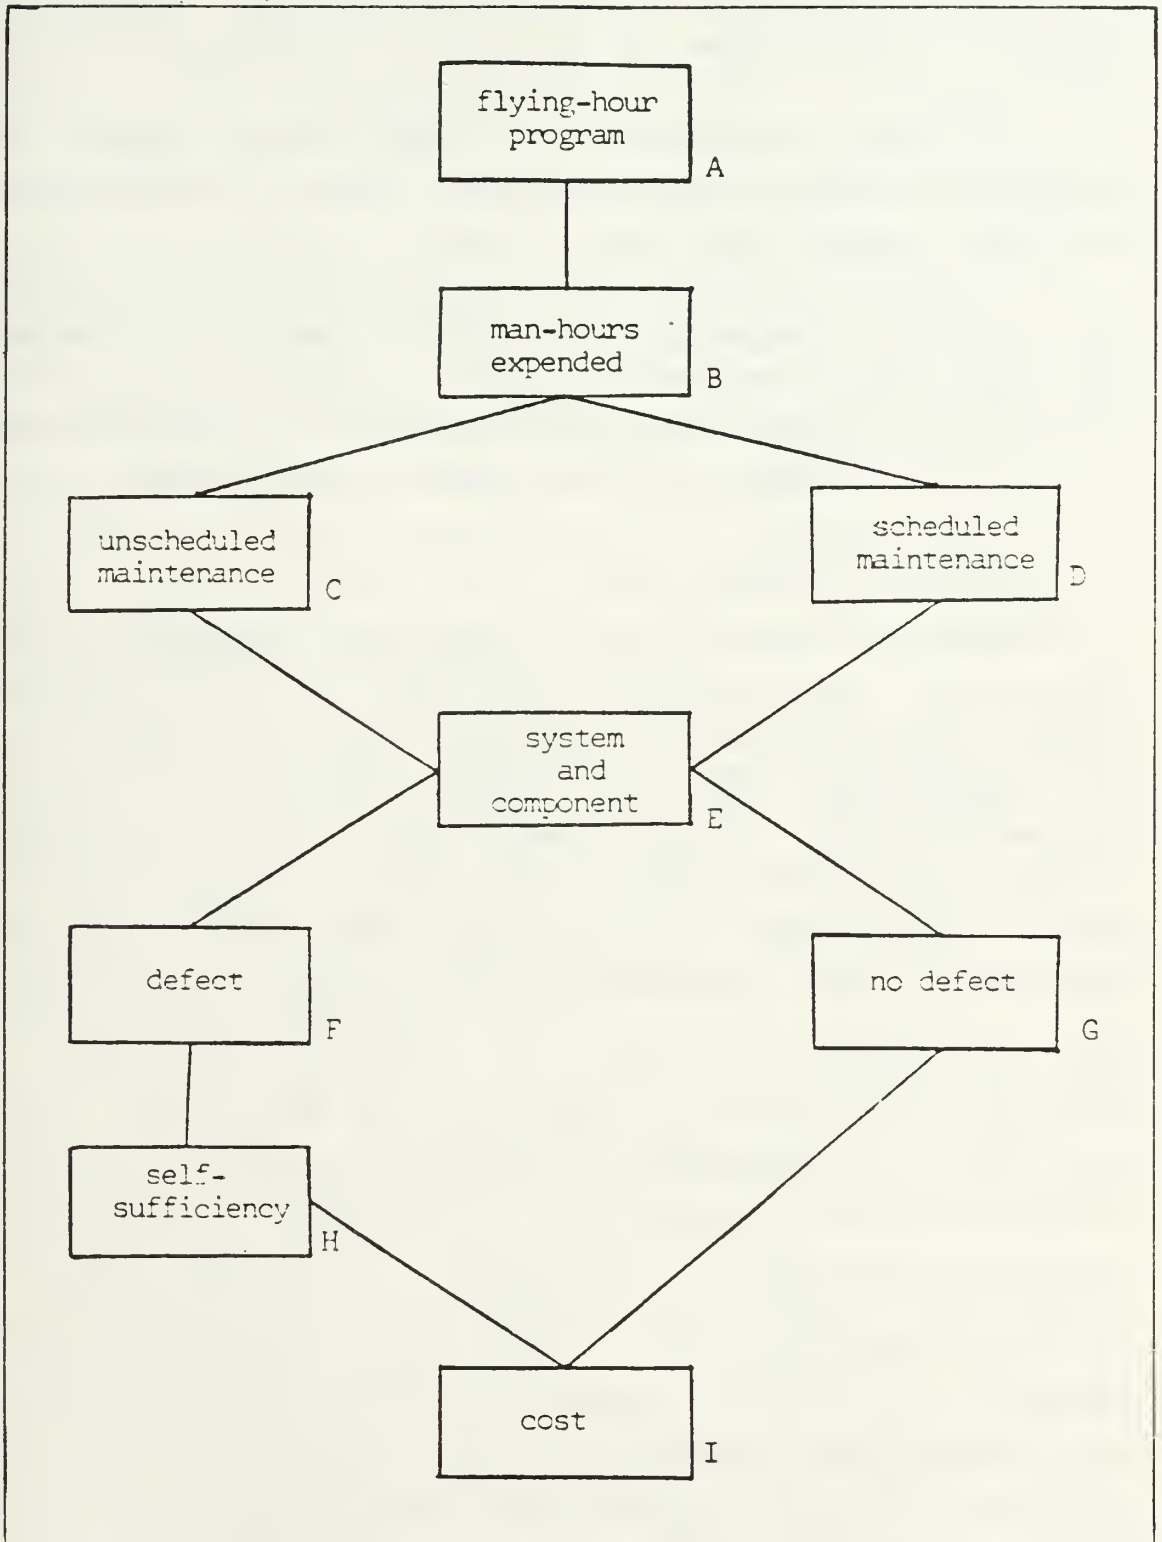 flying-hour
program
A
man-hours
expended
B
unscheduled
maintenance
C
scheduled
maintenance
D
system
and
component
E
defect
F
no defect
G
self-
sufficiency
H
cost
I